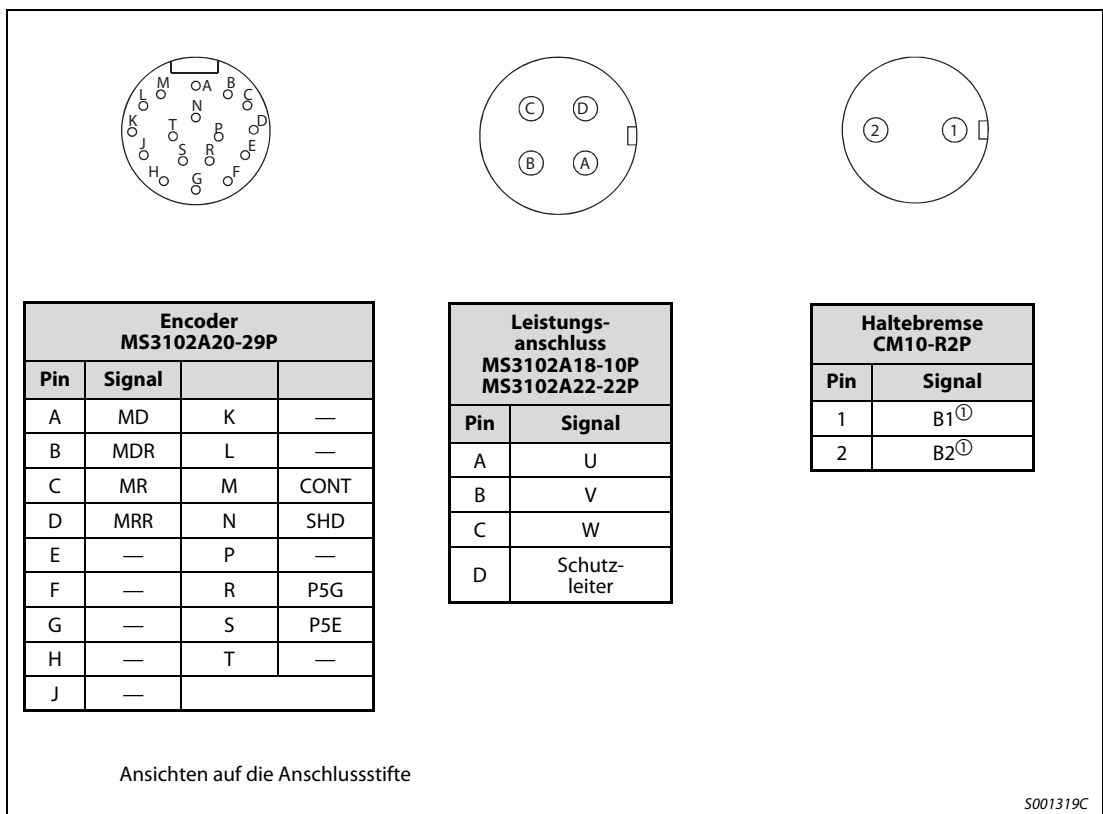 M A B
L C
N
K T P D
J S R E
H G F
C D
B A
2 1
Encoder
MS3102A20-29P
Pin Signal
A MD K —
B MDR L —
C MR M CONT
D MRR N SHD
E — P —
F — R P5G
G — S P5E
H — T —
J —
Leistungs-
anschluss
MS3102A18-10P
MS3102A22-22P
Pin Signal
A U
B V
C W
D Schutz-
leiter
Haltebremse
CM10-R2P
Pin Signal
1 B1①
2 B2①
Ansichten auf die Anschlussstifte
S001319C